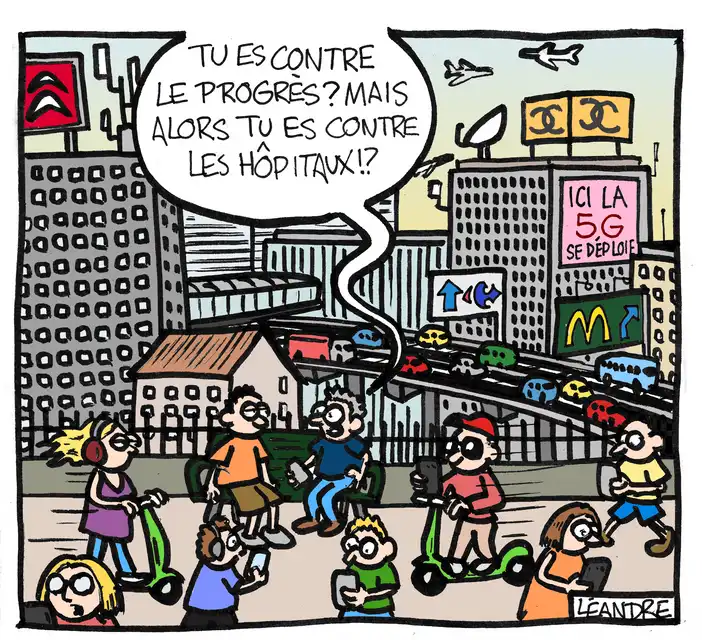 TU ES CONTRE
LE PROGRÈS? MAIS
ALORS TU ES CONTRE
LES HÔPITAUX!?
ICI LA
5G
SE DÉPLOIE
LÉANDRE